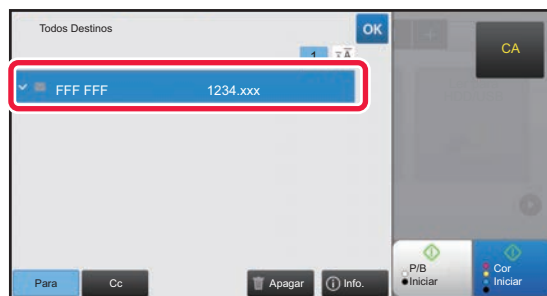 Todos Destinos
OK
CA
1
FFF FFF 1234.xxx
P/B
Iniciar
Cor
Iniciar
Para
Cc
Apagar
Info.